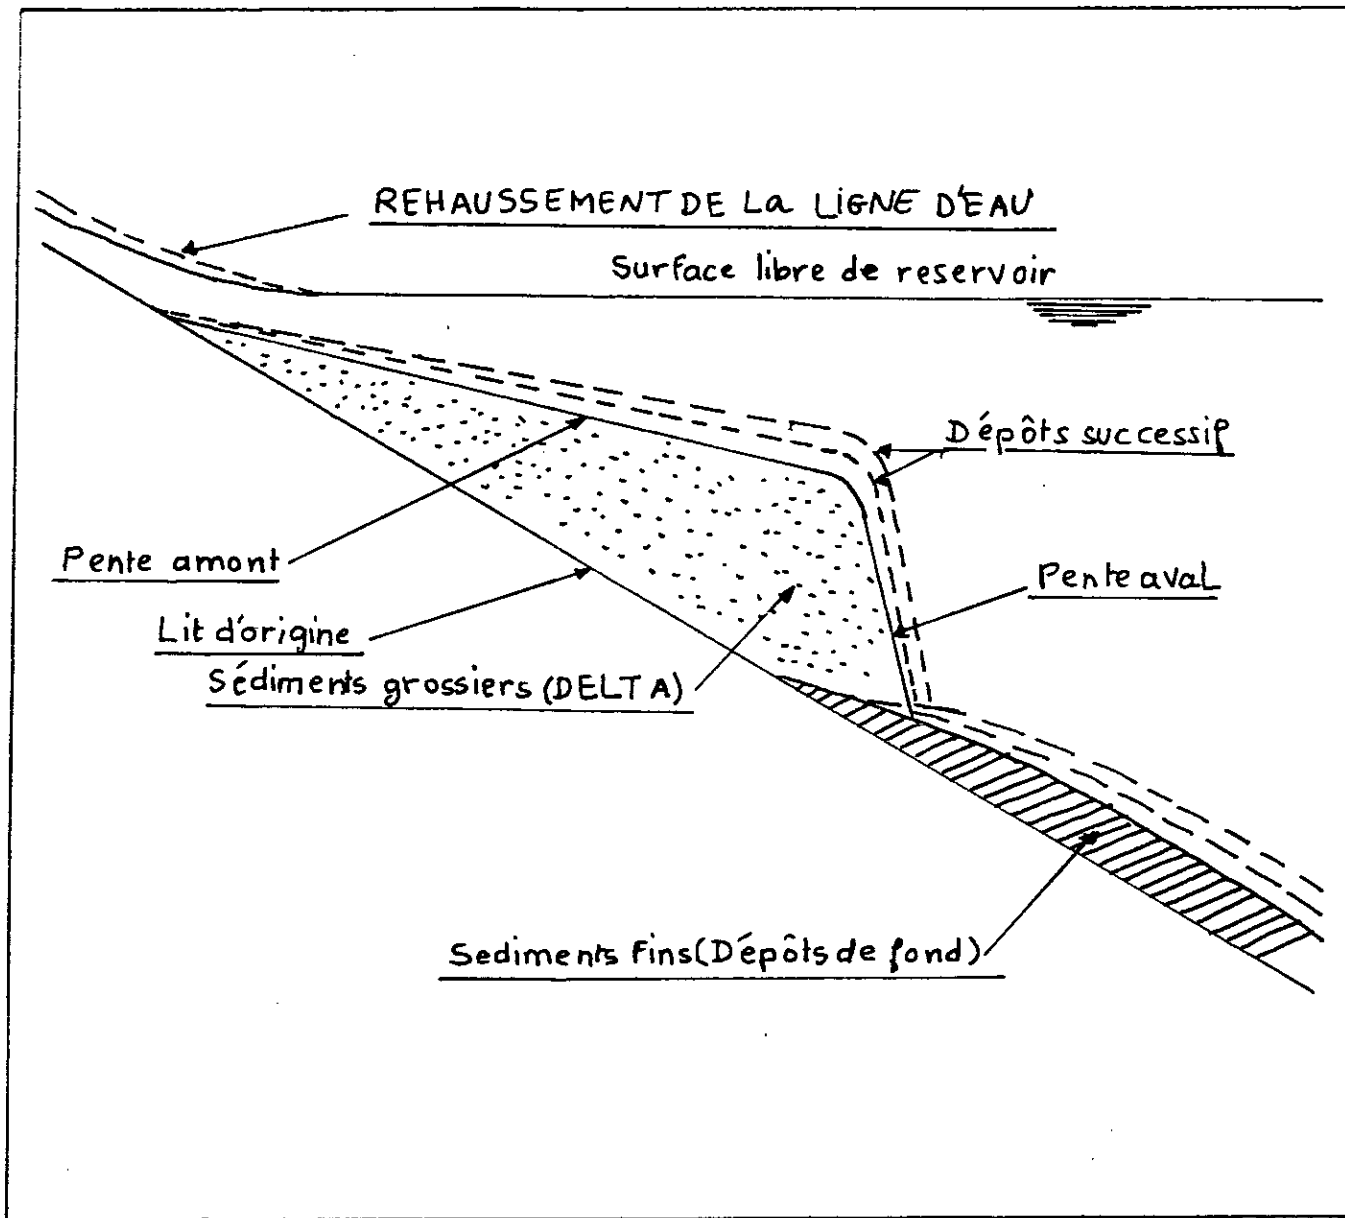 REHAUSSEMENT DE La LIGNE D'EAU
Surface libre de reservoir
Dépôts successif
Pente amont
Pente aval
Lit d'origine
Sédiments grossiers (DELTA)
Sediments Fins (Dépôts de fond)